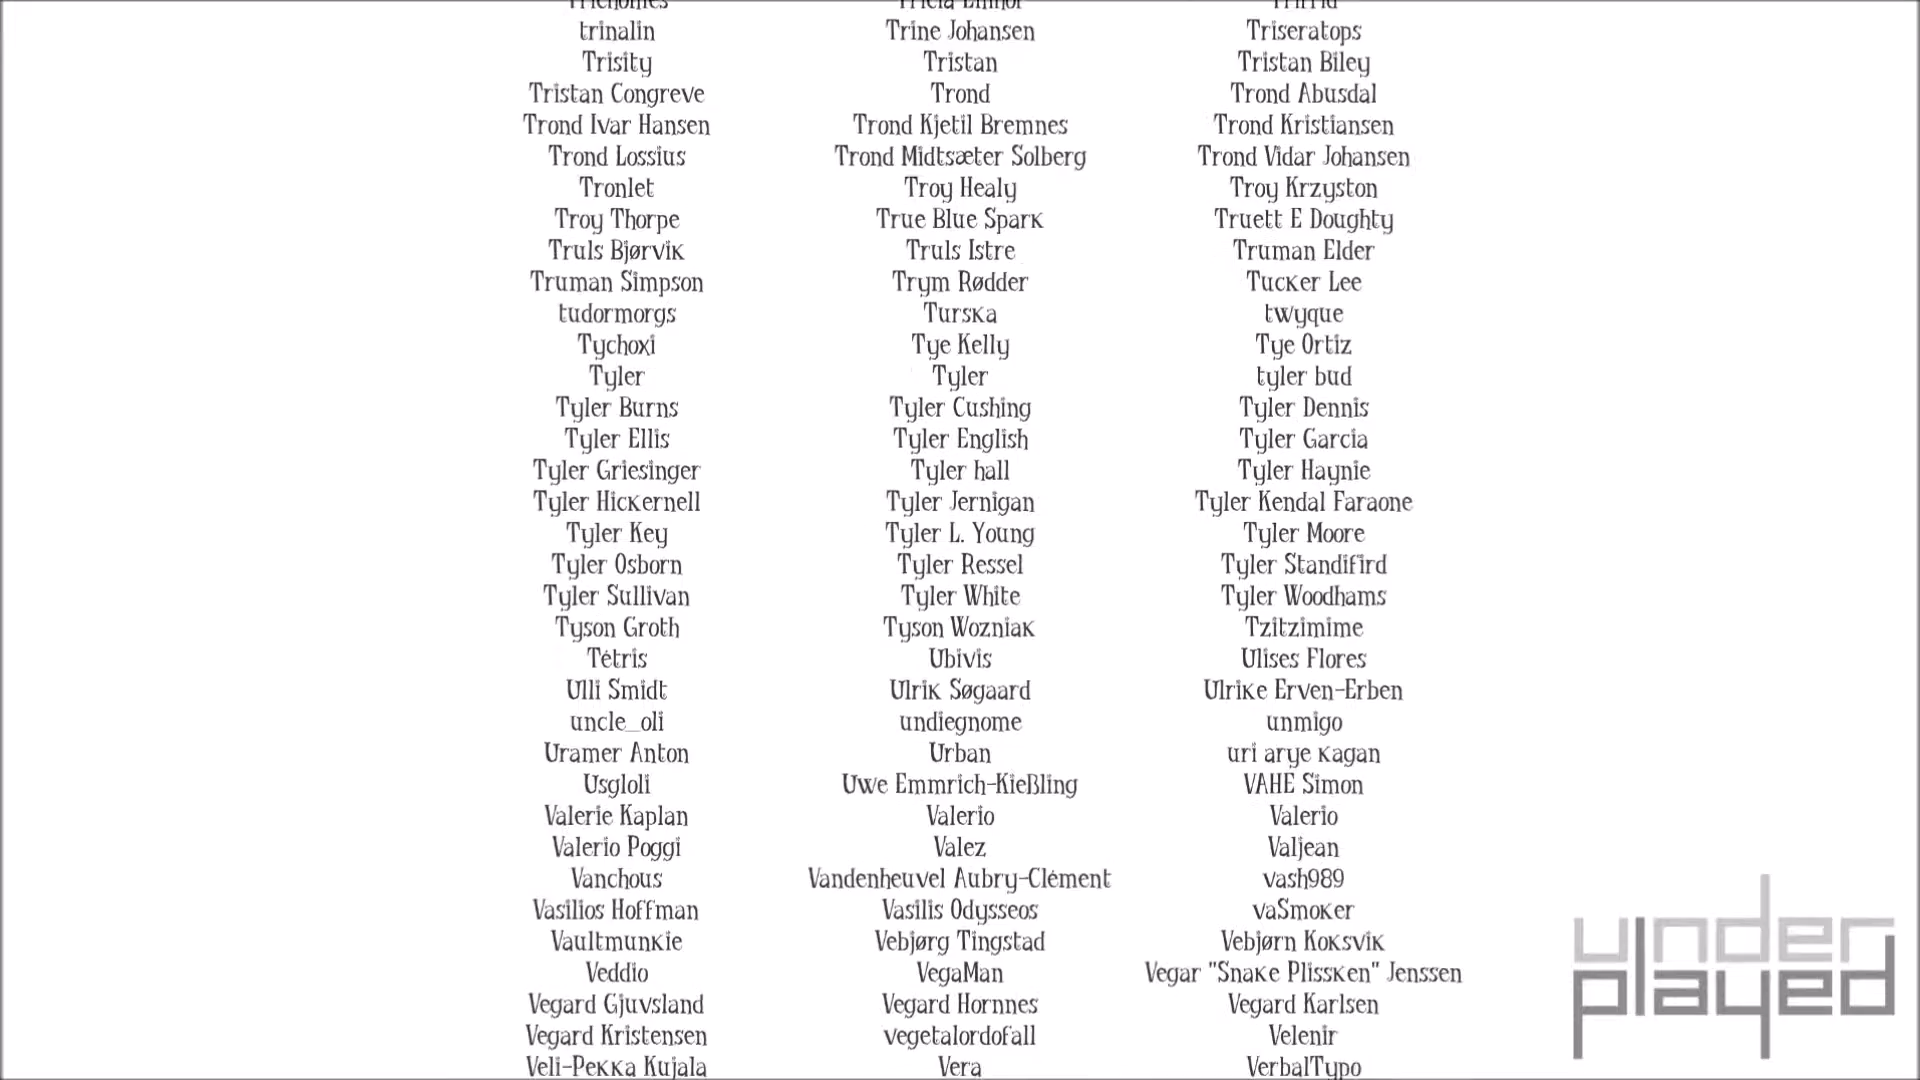 Trichomes Tricia Ennor
trinalin Trine Johansen Triseratops
Trisity Tristan Tristan Biley
Tristan Congreve Trond Trond Abusdal
Trond Ivar Hansen Trond Kjetil Bremnes Trond Kristiansen
Trond Lossius Trond Midtsæter Solberg Trond Vidar Johansen
Tronlet Troy Healy Troy Krzyston
Troy Thorpe True Blue Spark Truett E Doughty
Truls Bjørvik Truls Istre Truman Elder
Truman Simpson Trym Rødder Tucker Lee
tudormorgs Turska twyque
Tychoxi Tye Kelly Tye Ortiz
Tyler Tyler tyler bud
Tyler Burns Tyler Cushing Tyler Dennis
Tyler Ellis Tyler English Tyler Garcia
Tyler Griesinger Tyler hall Tyler Haynie
Tyler Hickernell Tyler Jernigan Tyler Kendal Faraone
Tyler Key Tyler L. Young Tyler Moore
Tyler Osborn Tyler Ressel Tyler Standifird
Tyler Sullivan Tyler White Tyler Woodhams
Tyson Groth Tyson Wozniak Tzitzimime
Tétris Ubivis Ulises Flores
Ulli Smidt Ulrik Søgaard Ulrike Erven-Erben
uncle_oli undiegnome unmigo
Uramer Anton Urban uri arye kagan
Usgloli Uwe Emmrich-Kießling VAHE Simon
Valerie Kaplan Valerio Valerio
Valerio Poggi Valez Valjean
Vanchous Vandenheuvel Aubry-Clément vash989
Vasilios Hoffman Vasilis Odysseos vaSmoker
Vaultmunkie Vebjørg Tingstad Vebjørn Koksvik
Veddio VegaMan Vegar "Snake Plissken" Jenssen
Vegard Gjuvsland Vegard Hornnes Vegard Karlsen
Vegard Kristensen vegetalordofall Velenir
Veli-Pekka Kujala Vera VerbalTypo
under
played